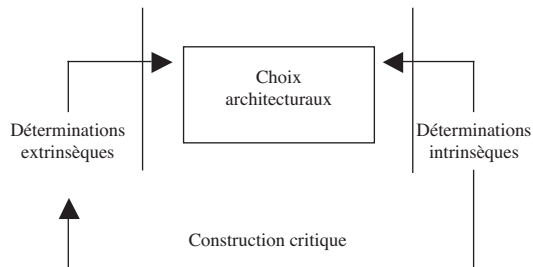 Choix
architecturaux
Déterminations
extrinsèques
Déterminations
intrinsèques
Construction critique